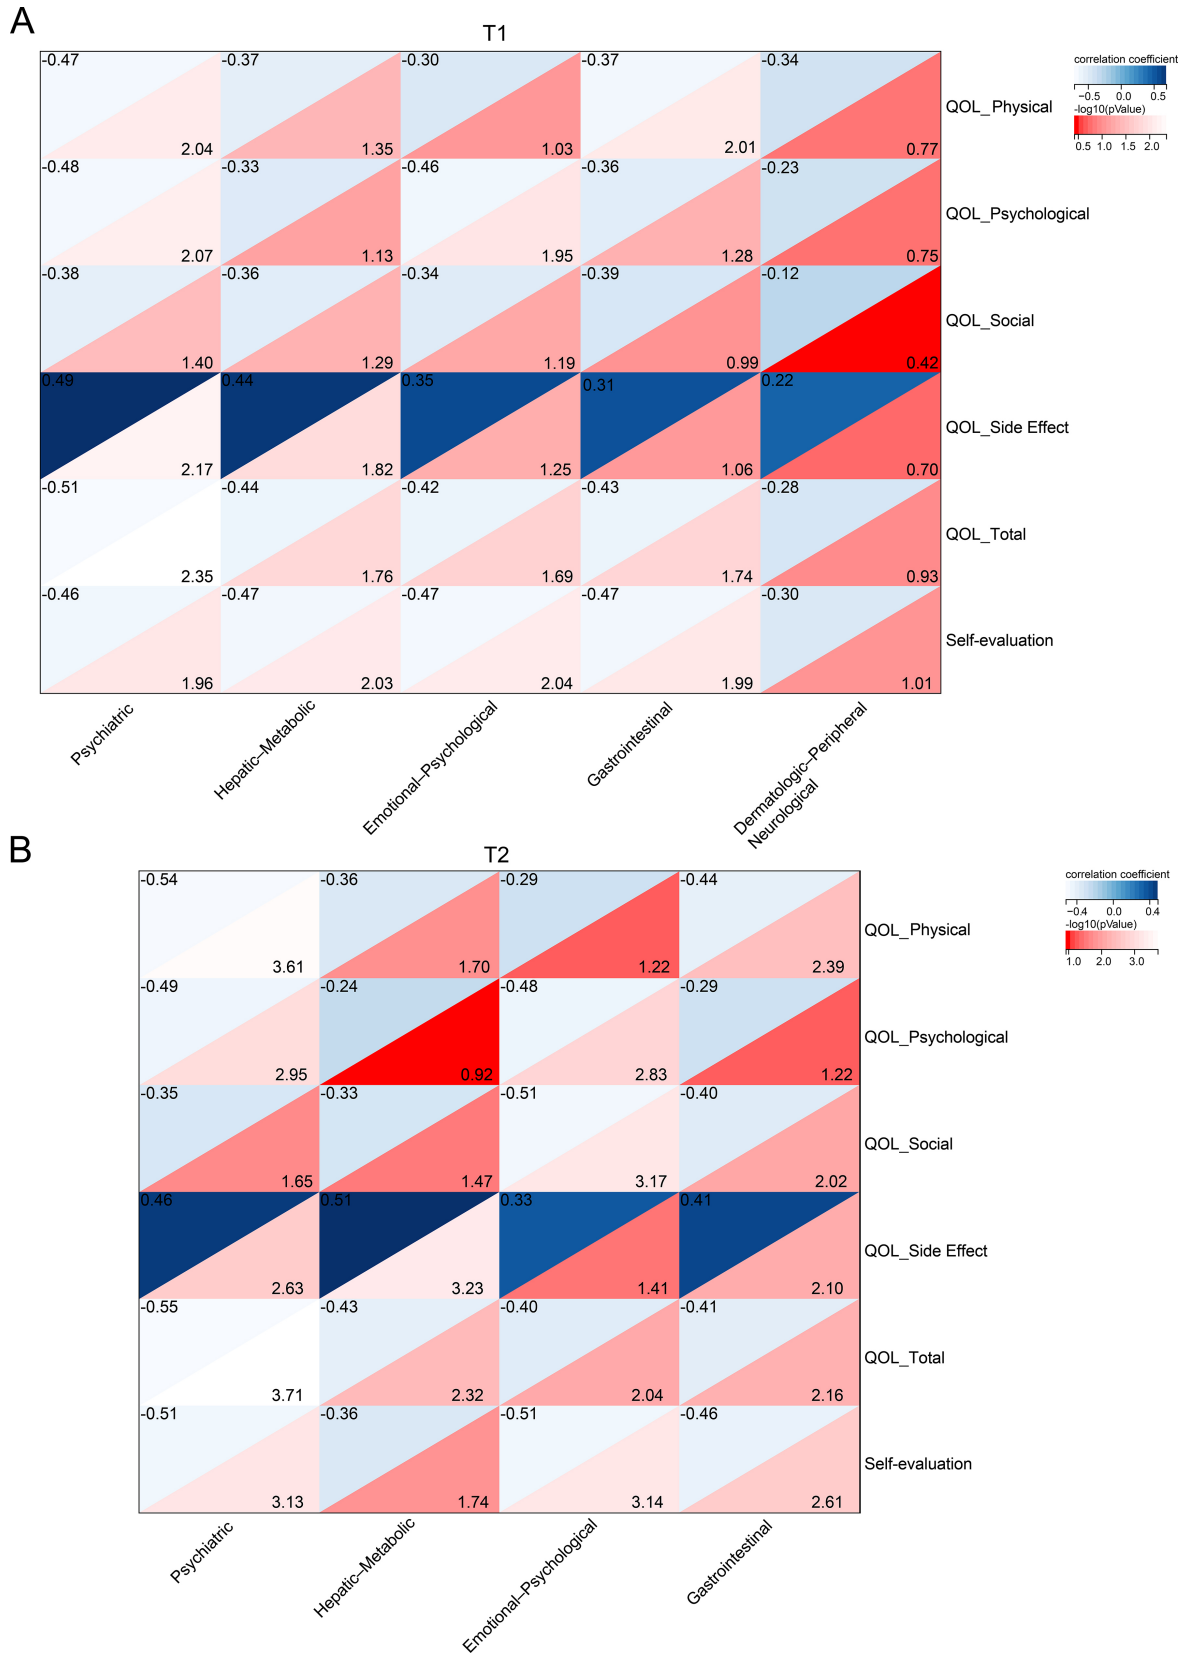 A
T1
-0.47 -0.37 -0.30 -0.37 -0.34
QOL_Physical
2.04 1.35 1.03 2.01 0.77
-0.48 -0.33 -0.46 -0.36 -0.23
QOL_Psychological
2.07 1.13 1.95 1.28 0.75
-0.38 -0.36 -0.34 -0.39 -0.12
QOL_Social
1.40 1.29 1.19 0.99 0.42
0.49 0.44 0.35 0.31 0.22
QOL_Side Effect
2.17 1.82 1.25 1.06 0.70
-0.51 -0.44 -0.42 -0.43 -0.28
QOL_Total
2.35 1.76 1.69 1.74 0.93
-0.46 -0.47 -0.47 -0.47 -0.30
Self-evaluation
1.96 2.03 2.04 1.99 1.01
Psychiatric
Hepatic–Metabolic
Emotional–Psychological
Gastrointestinal
Dermatologic–Peripheral
Neurological
correlation coefficient
−0.5 0.0 0.5
-log10(pValue)
0.5 1.0 1.5 2.0
B
T2
-0.54 -0.36 -0.29 -0.44
QOL_Physical
3.61 1.70 1.22 2.39
-0.49 -0.24 -0.48 -0.29
QOL_Psychological
2.95 0.92 2.83 1.22
-0.35 -0.33 -0.51 -0.40
QOL_Social
1.65 1.47 3.17 2.02
0.46 0.51 0.33 0.41
QOL_Side Effect
2.63 3.23 1.41 2.10
-0.55 -0.43 -0.40 -0.41
QOL_Total
3.71 2.32 2.04 2.16
-0.51 -0.36 -0.51 -0.46
Self-evaluation
3.13 1.74 3.14 2.61
Psychiatric
Hepatic–Metabolic
Emotional–Psychological
Gastrointestinal
correlation coefficient
−0.4 0.0 0.4
-log10(pValue)
1.0 2.0 3.0